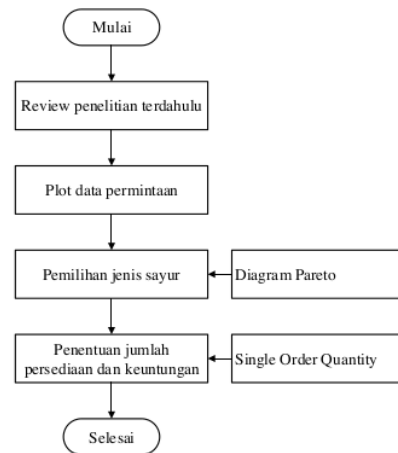 Mulai
Review penelitian terdahulu
Plot data permintaan
Pemilihan jenis sayur
Diagram Pareto
Penentuan jumlah
persediaan dan keuntungan
Single Order Quantity
Selesai